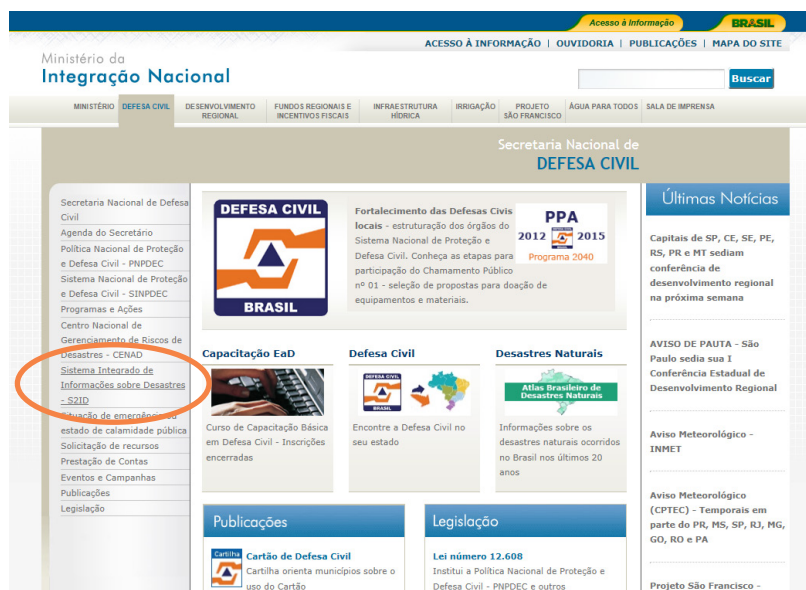 Acesso à Informação
BRASIL
ACESSO À INFORMAÇÃO | OUVIDORIA | PUBLICAÇÕES | MAPA DO SITE
Ministério da
Integração Nacional
Buscar
MINISTÉRIO
DEFESA CIVIL
DESENVOLVIMENTO
REGIONAL
FUNDOS REGIONAIS E
INCENTIVOS FISCAIS
INFRAESTRUTURA
HÍDRICA
IRRIGAÇÃO
PROJETO
SÃO FRANCISCO
ÁGUA PARA TODOS
SALA DE IMPRENSA
Secretaria Nacional de
DEFESA CIVIL
Secretaria Nacional de Defesa
Civil
Agenda do Secretário
Política Nacional de Proteção
e Defesa Civil - PNPDEC
Sistema Nacional de Proteção
e Defesa Civil - SINPDEC
Programas e Ações
Centro Nacional de
Gerenciamento de Riscos de
Desastres - CENAD
Sistema Integrado de
Informações sobre Desastres
- S2ID
Situação de emergência ou
estado de calamidade pública
Solicitação de recursos
Prestação de Contas
Eventos e Campanhas
Publicações
Legislação
DEFESA CIVIL
BRASIL
Fortalecimento das Defesas Civis
locais - estruturação dos órgãos do
Sistema Nacional de Proteção e
Defesa Civil. Conheça as etapas para
participação do Chamamento Público
nº 01 - seleção de propostas para doação de
equipamentos e materiais.
PPA
2012 2015
Programa 2040
Capacitação EaD
Curso de Capacitação Básica
em Defesa Civil - Inscrições
encerradas
Defesa Civil
DEFESA CIVIL
BRASIL
Encontre a Defesa Civil no
seu estado
Desastres Naturais
Atlas Brasileiro de
Desastres Naturais
Informações sobre os
desastres naturais ocorridos
no Brasil nos últimos 20
anos
Publicações
Cartilha
Cartão de Defesa Civil
Cartilha orienta municípios sobre o
uso do Cartão
Legislação
Lei número 12.608
Institui a Política Nacional de Proteção e
Defesa Civil - PNPDEC e outros
Últimas Notícias
Capitais de SP, CE, SE, PE,
RS, PR e MT sediam
conferência de
desenvolvimento regional
na próxima semana
AVISO DE PAUTA - São
Paulo sedia sua I
Conferência Estadual de
Desenvolvimento Regional
Aviso Meteorológico -
INMET
Aviso Meteorológico
(CPTEC) - Temporais em
parte do PR, MS, SP, RJ, MG,
GO, RO e PA
Projeto São Francisco -